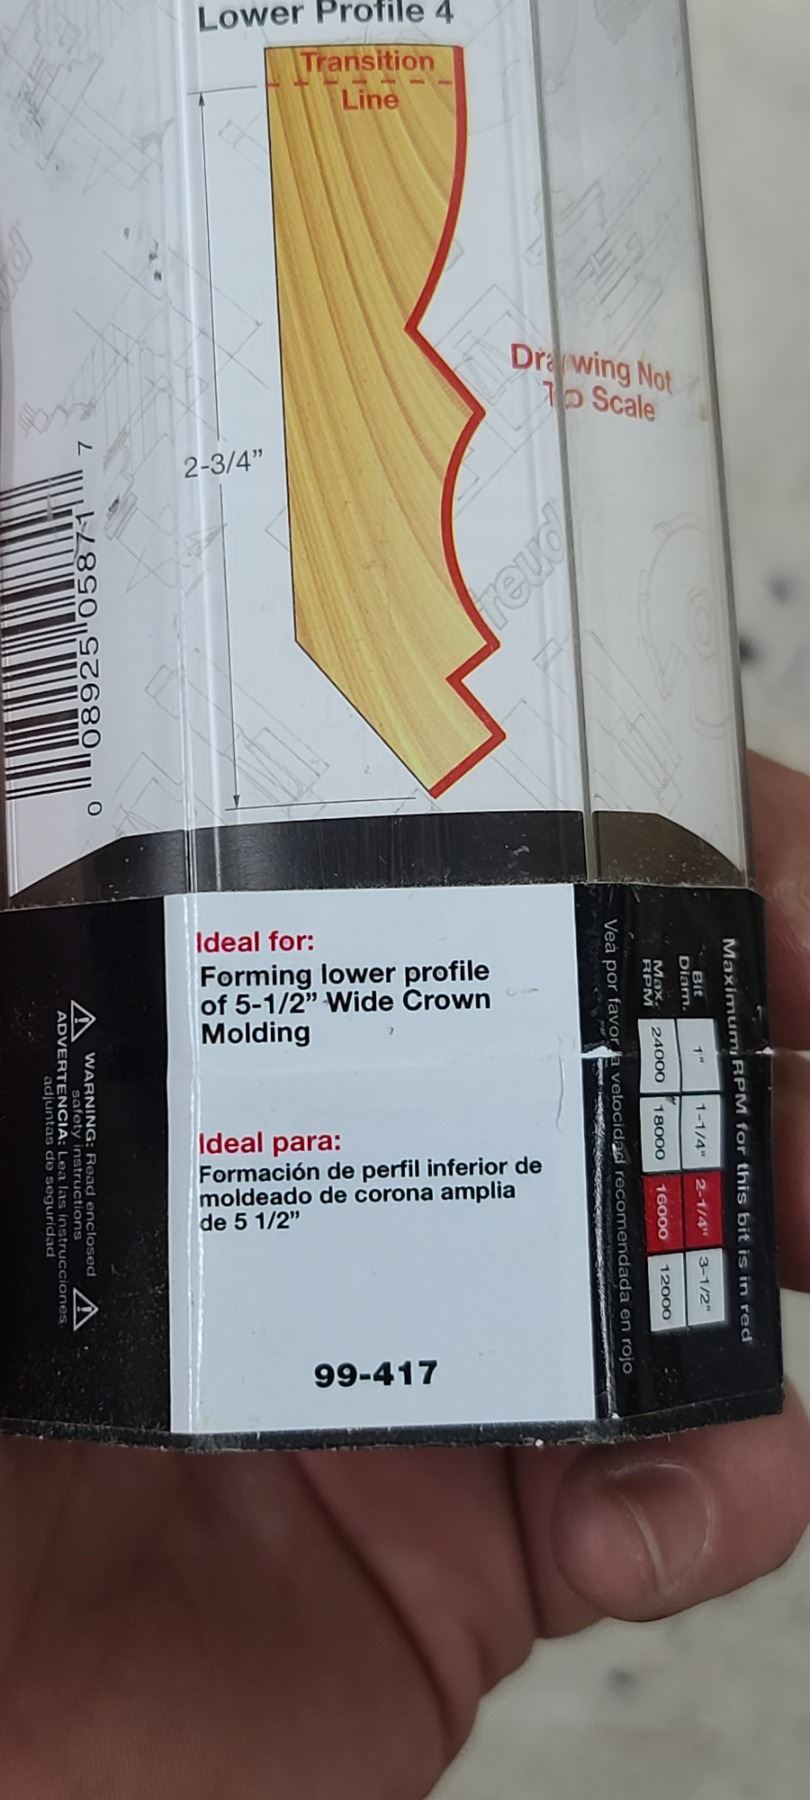 Lower Profile 4
Transition
Line
Drawing Not
To Scale
2-3/4”
freud
0 08925 05871 7
Ideal for:
Forming lower profile
of 5-1/2” Wide Crown
Molding
Ideal para:
Formación de perfil inferior de
moldeado de corona amplia
de 5 1/2”
99-417
WARNING: Read enclosed
safety instructions
ADVERTENCIA: Lea las instrucciones
adjuntas de seguridad
Maximum RPM for this bit is in red
Bit Diam. 1" 1-1/4" 2-1/4" 3-1/2"
Max. RPM 24000 18000 16000 12000
Vea por favor la velocidad recomendada en rojo